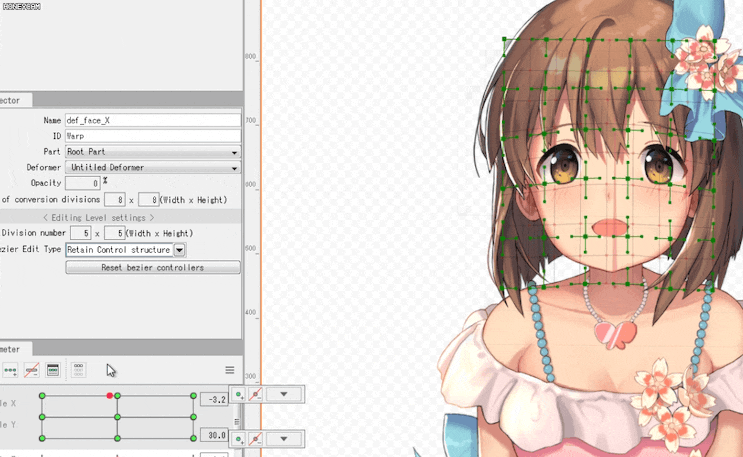 HONEYCAM
ector
Name def_face_X
ID Warp
Part Root Part
Deformer Untitled Deformer
Opacity 0 %
of conversion divisions 8 x 8 (Width x Height)
< Editing Level settings >
Division number 5 x 5 (Width x Height)
ezier Edit Type Retain Control structure
Reset bezier controllers
meter
le X -3.2
le Y 30.0
800
700
600
500
400
300